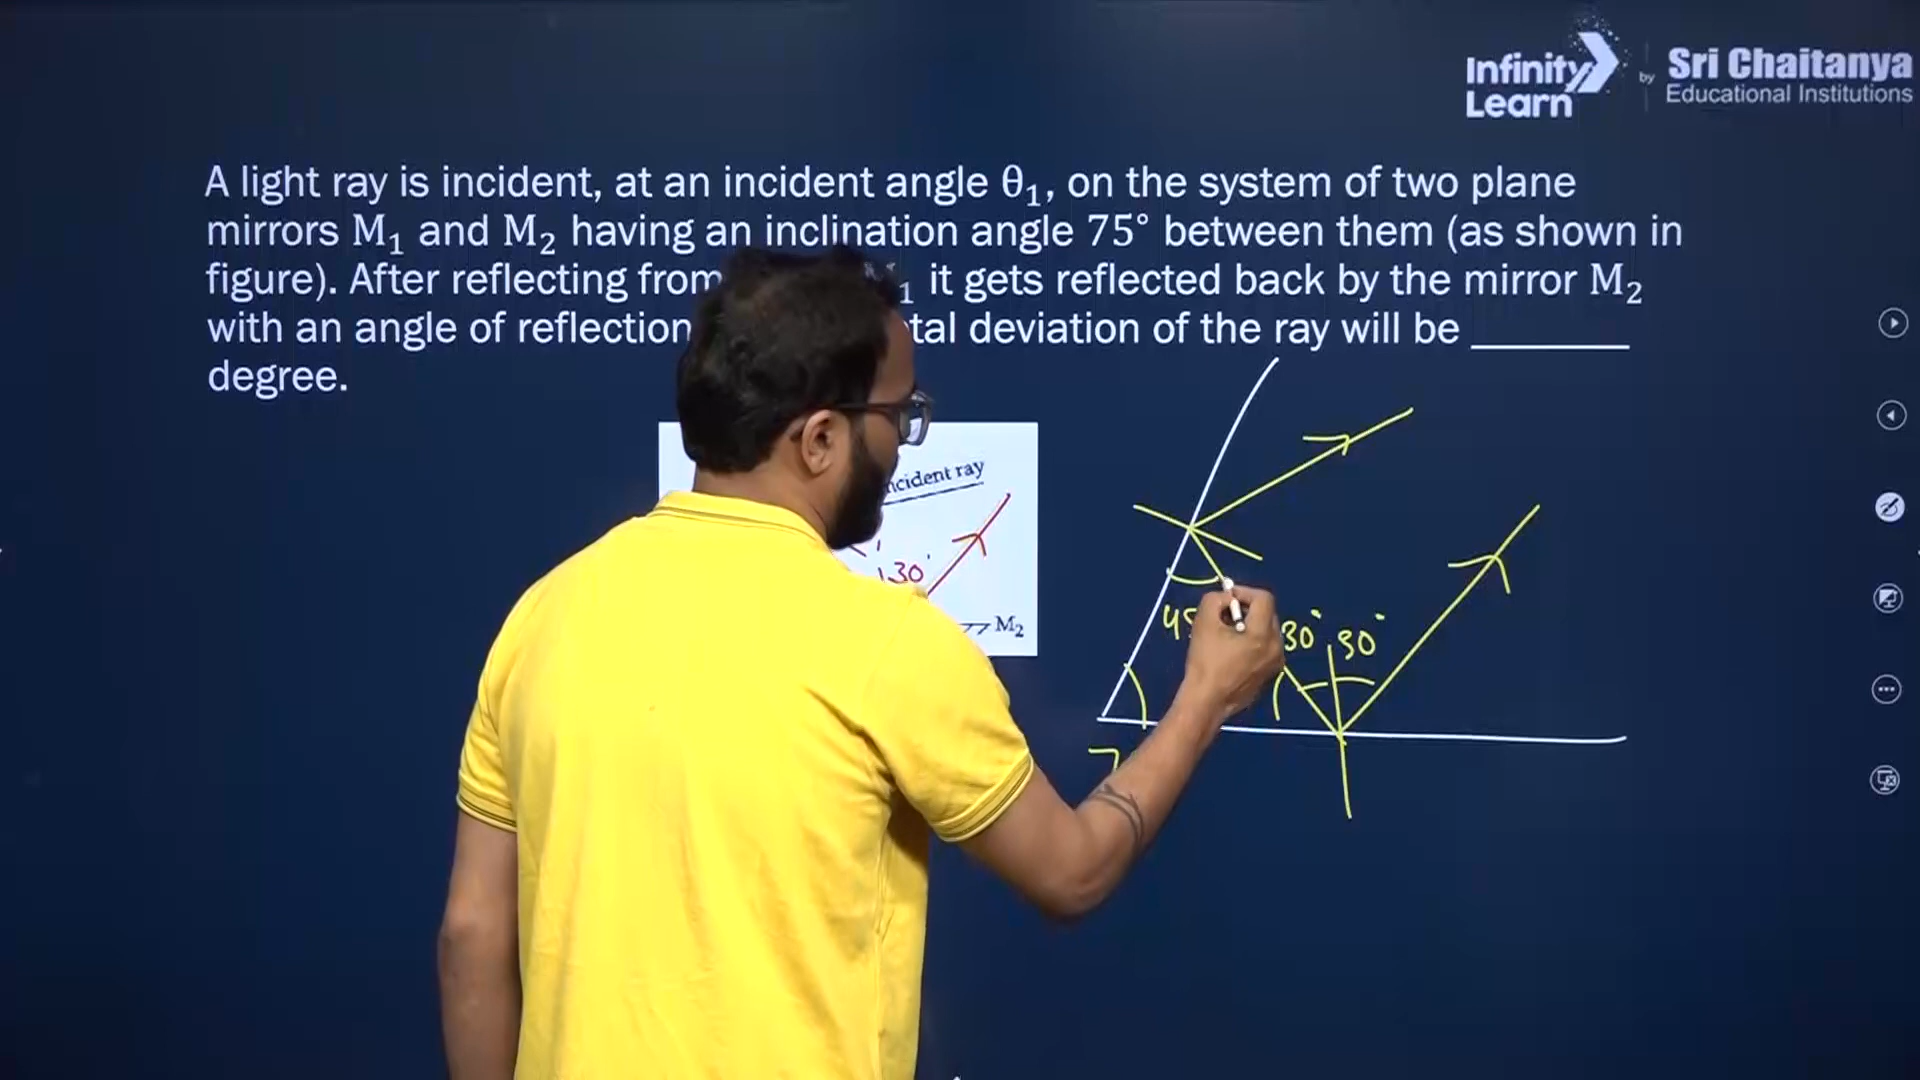 Infinity Learn
by
Sri Chaitanya
Educational Institutions
A light ray is incident, at an incident angle θ₁, on the system of two plane
mirrors M₁ and M₂ having an inclination angle 75° between them (as shown in
figure). After reflecting from ₁ it gets reflected back by the mirror M₂
with an angle of reflection tal deviation of the ray will be ________
degree.
ncident ray
30°
M₂
30° 30°